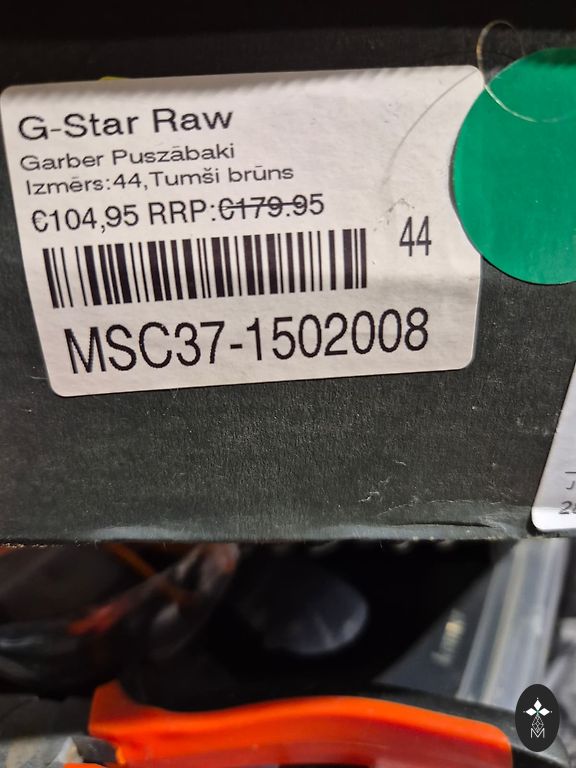 G-Star Raw
Garber Puszābaki
Izmērs:44,Tumši brūns
€104,95 RRP:€179.95
44
MSC37-1502008